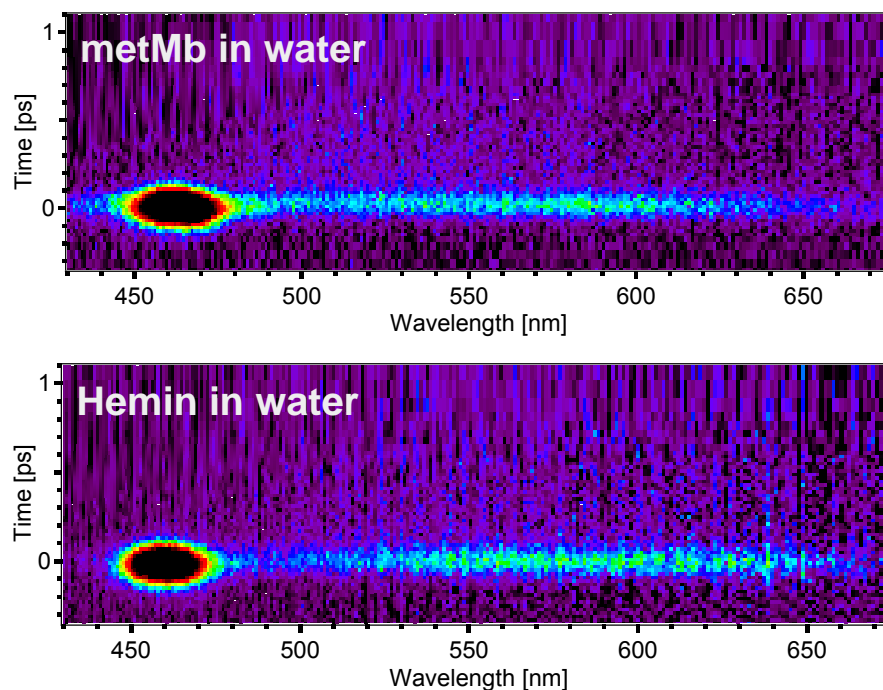 metMb in water
1
0
Time [ps]
450 500 550 600 650
Wavelength [nm]
Hemin in water
1
0
Time [ps]
450 500 550 600 650
Wavelength [nm]